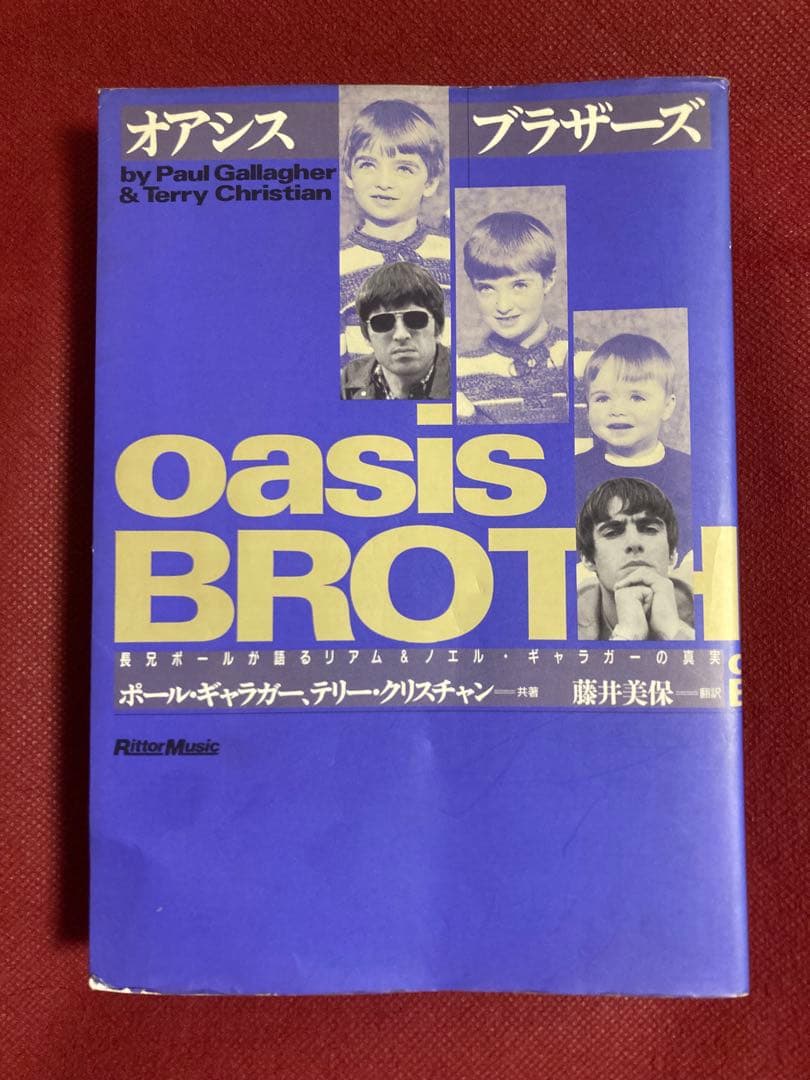 オアシス ブラザーズ
by Paul Gallagher
& Terry Christian
oasis
BROTH
長兄ポールが語るリアム&ノエル・ギャラガーの真実
ポール・ギャラガー、テリー・クリスチャン——共著 藤井美保——翻訳
RittorMusic